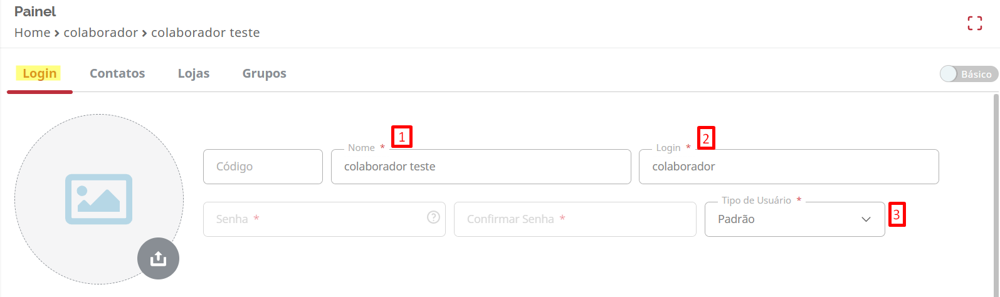 Painel
Home > colaborador > colaborador teste
Login Contatos Lojas Grupos Básico
1 2
Nome * Login *
Código colaborador teste colaborador
Tipo de Usuário *
Senha * ? Confirmar Senha * Padrão 3